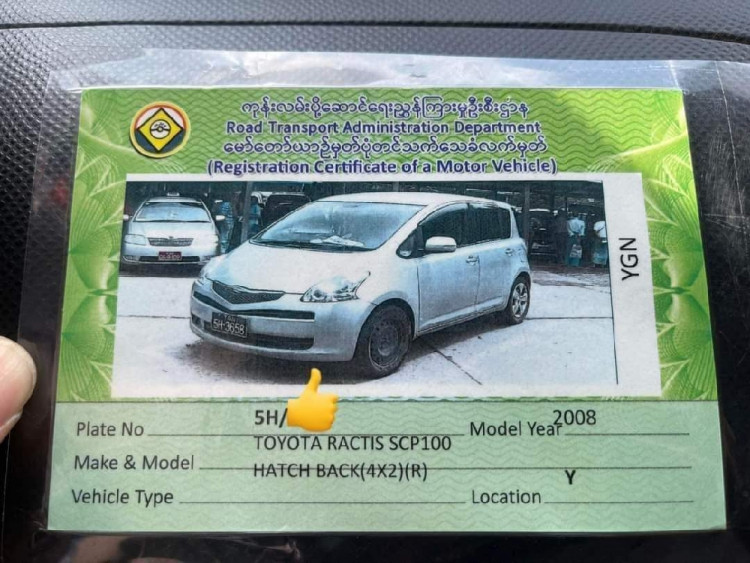 ကုန်းလမ်းပို့ဆောင်ရေးညွှန်ကြားမှုဦးစီးဌာန
Road Transport Administration Department
မော်တော်ယာဉ်မှတ်ပုံတင်သက်သေခံလက်မှတ်
(Registration Certificate of a Motor Vehicle)
YGN
YGN
5H-3658
Plate No 5H/ Model Year 2008
Make & Model TOYOTA RACTIS SCP100
Vehicle Type HATCH BACK(4X2)(R) Location Y